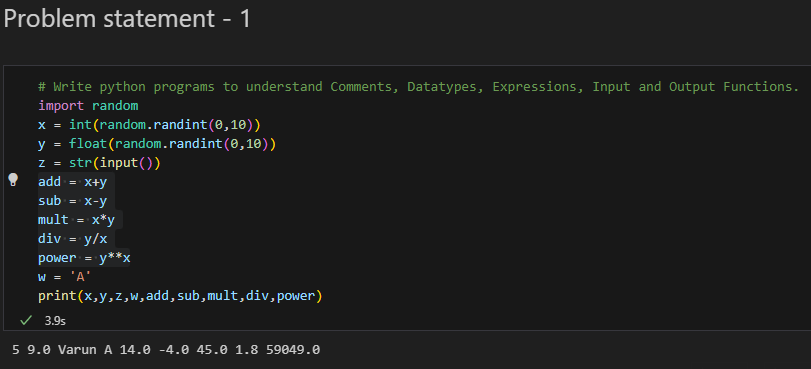 Problem statement - 1
# Write python programs to understand Comments, Datatypes, Expressions, Input and Output Functions.
import random
x = int(random.randint(0,10))
y = float(random.randint(0,10))
z = str(input())
add = x+y
sub = x-y
mult = x*y
div = y/x
power = y**x
w = 'A'
print(x,y,z,w,add,sub,mult,div,power)
3.9s
5 9.0 Varun A 14.0 -4.0 45.0 1.8 59049.0